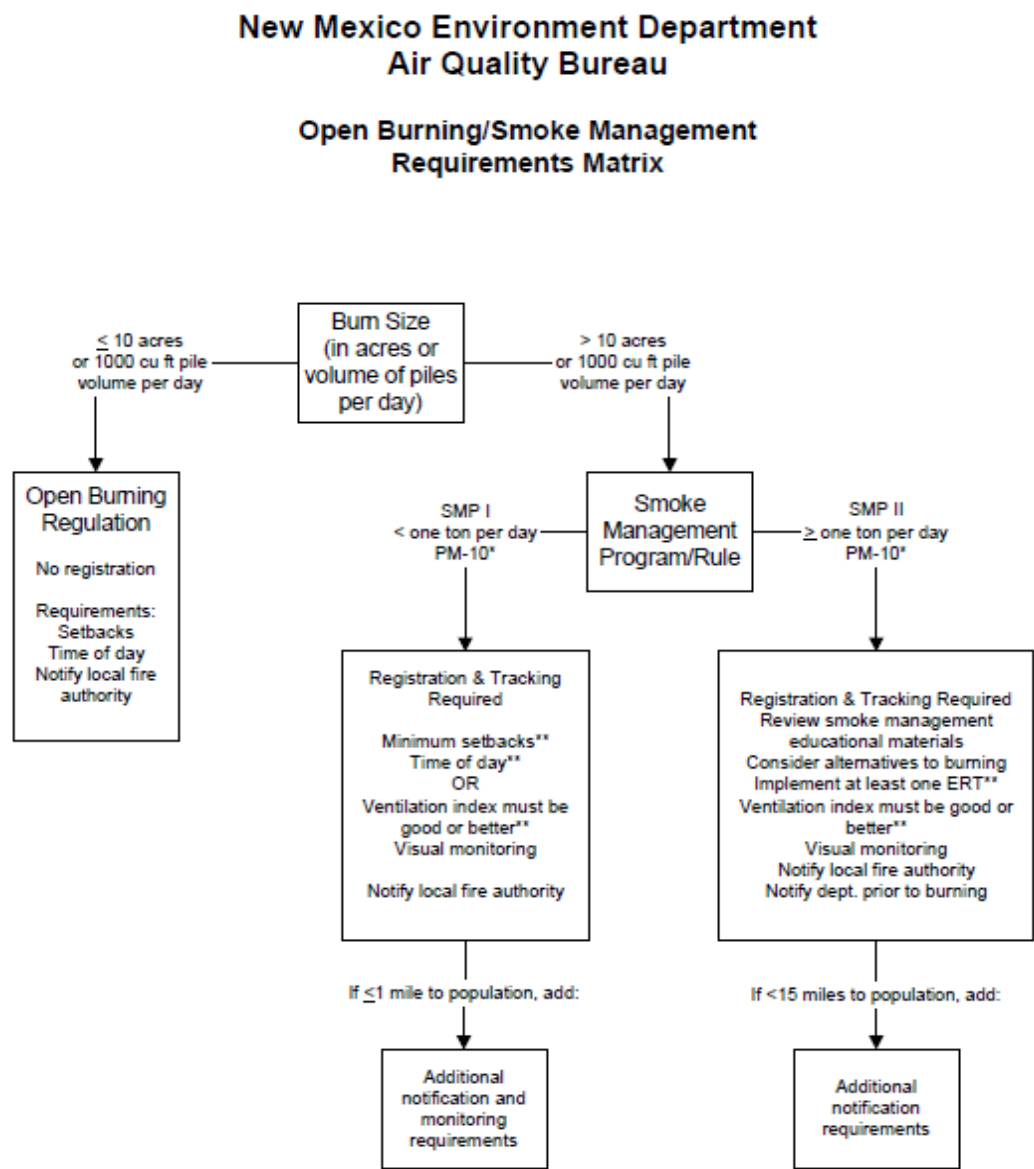 New Mexico Environment Department
Air Quality Bureau
Open Burning/Smoke Management
Requirements Matrix
≤ 10 acres
or 1000 cu ft pile
volume per day
Burn Size
(in acres or
volume of piles
per day)
> 10 acres
or 1000 cu ft pile
volume per day
Open Burning
Regulation
No registration
Requirements:
Setbacks
Time of day
Notify local fire
authority
SMP I
< one ton per day
PM-10*
Smoke
Management
Program/Rule
SMP II
≥ one ton per day
PM-10*
Registration & Tracking
Required
Minimum setbacks**
Time of day**
OR
Ventilation index must be
good or better**
Visual monitoring
Notify local fire authority
Registration & Tracking Required
Review smoke management
educational materials
Consider alternatives to burning
Implement at least one ERT**
Ventilation index must be good or
better**
Visual monitoring
Notify local fire authority
Notify dept. prior to burning
If ≤1 mile to population, add:
If <15 miles to population, add:
Additional
notification and
monitoring
requirements
Additional
notification
requirements